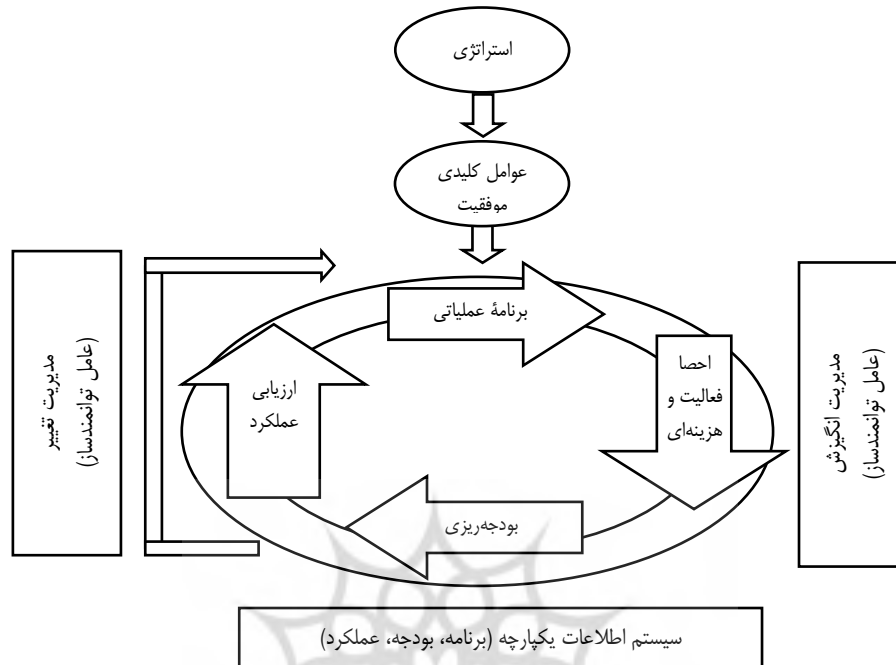 استراتژی
عوامل کلیدی
موفقیت
برنامهٔ عملیاتی
احصا
فعالیت و
هزینه‌ای
بودجه‌ریزی
ارزیابی
عملکرد
مدیریت انگیزش
(عامل توانمندساز)
مدیریت تغییر
(عامل توانمندساز)
سیستم اطلاعات یکپارچه (برنامه، بودجه، عملکرد)